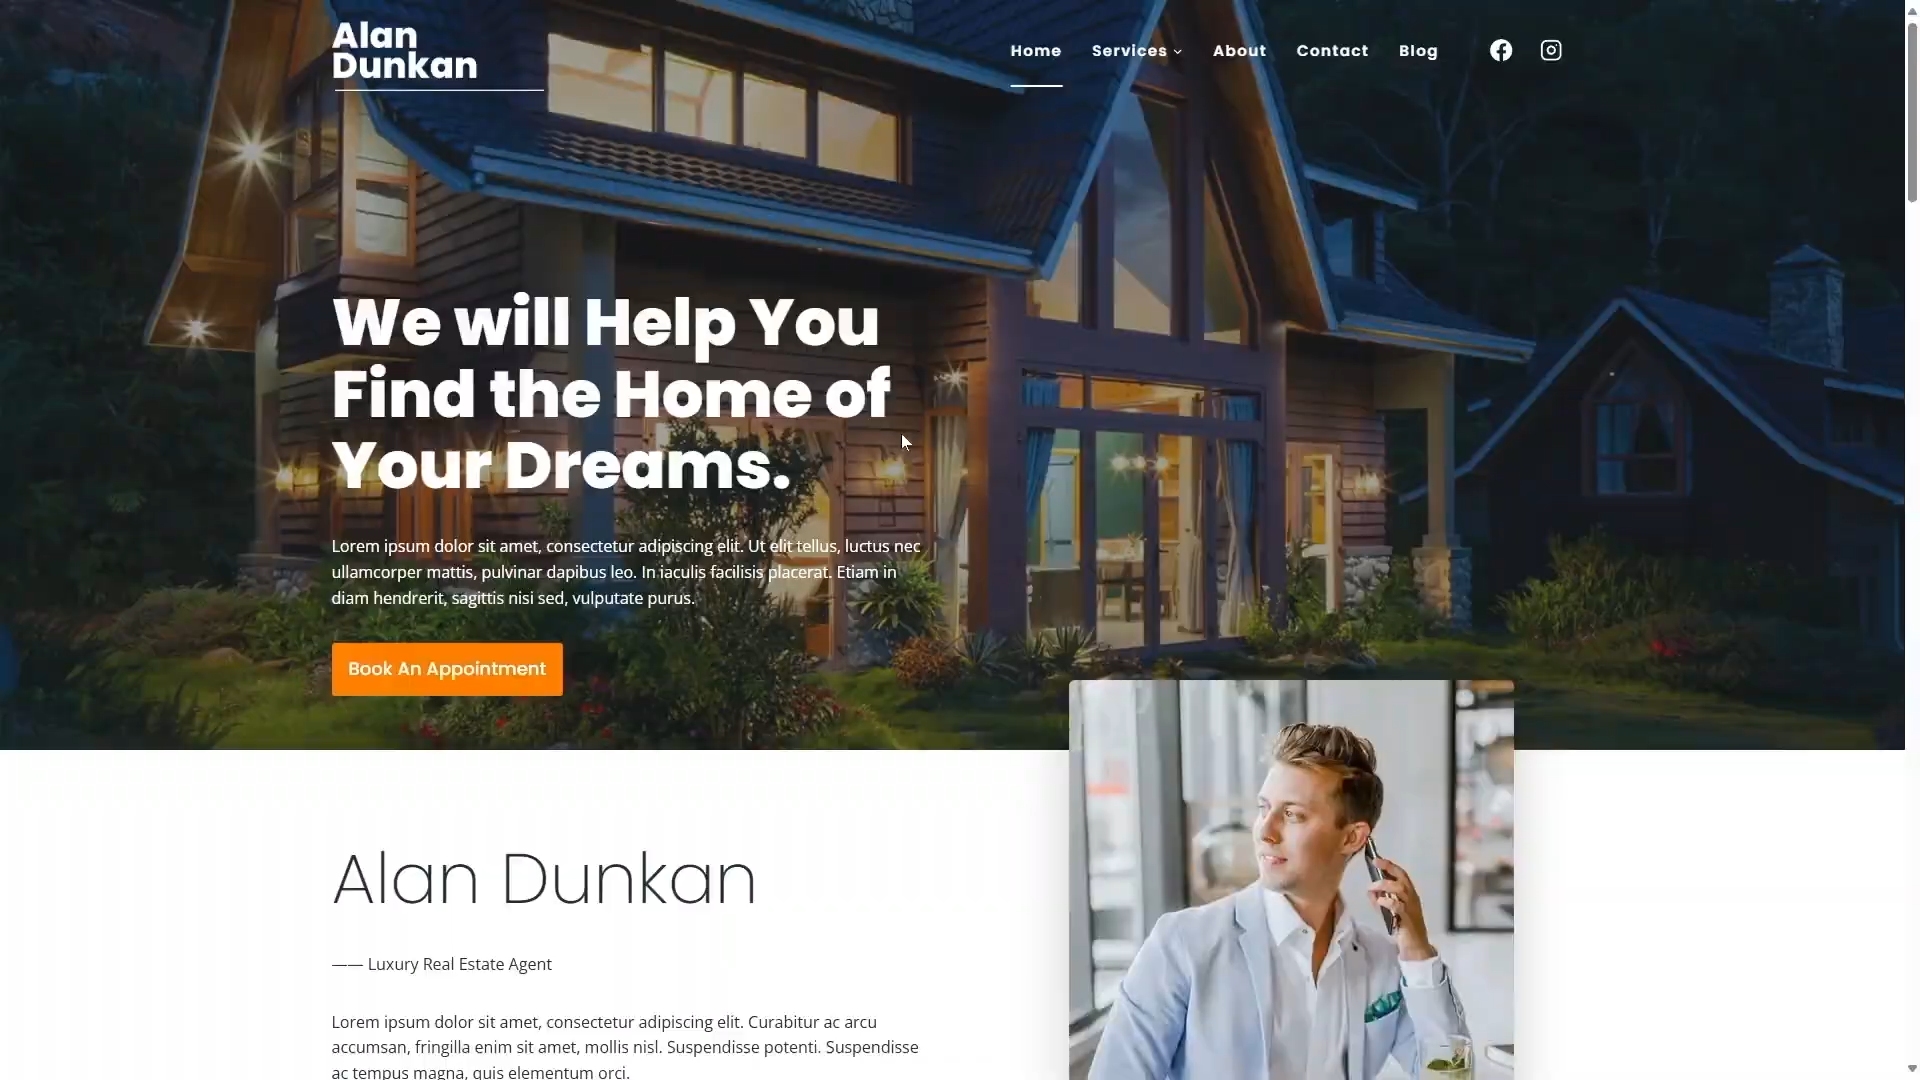 Alan
Dunkan
Home Services About Contact Blog
We will Help You
Find the Home of
Your Dreams.
Lorem ipsum dolor sit amet, consectetur adipiscing elit. Ut elit tellus, luctus nec
ullamcorper mattis, pulvinar dapibus leo. In iaculis facilisis placerat. Etiam in
diam hendrerit, sagittis nisi sed, vulputate purus.
Book An Appointment
Alan Dunkan
—— Luxury Real Estate Agent
Lorem ipsum dolor sit amet, consectetur adipiscing elit. Curabitur ac arcu
accumsan, fringilla enim sit amet, mollis nisl. Suspendisse potenti. Suspendisse
ac tempus magna, quis elementum orci.